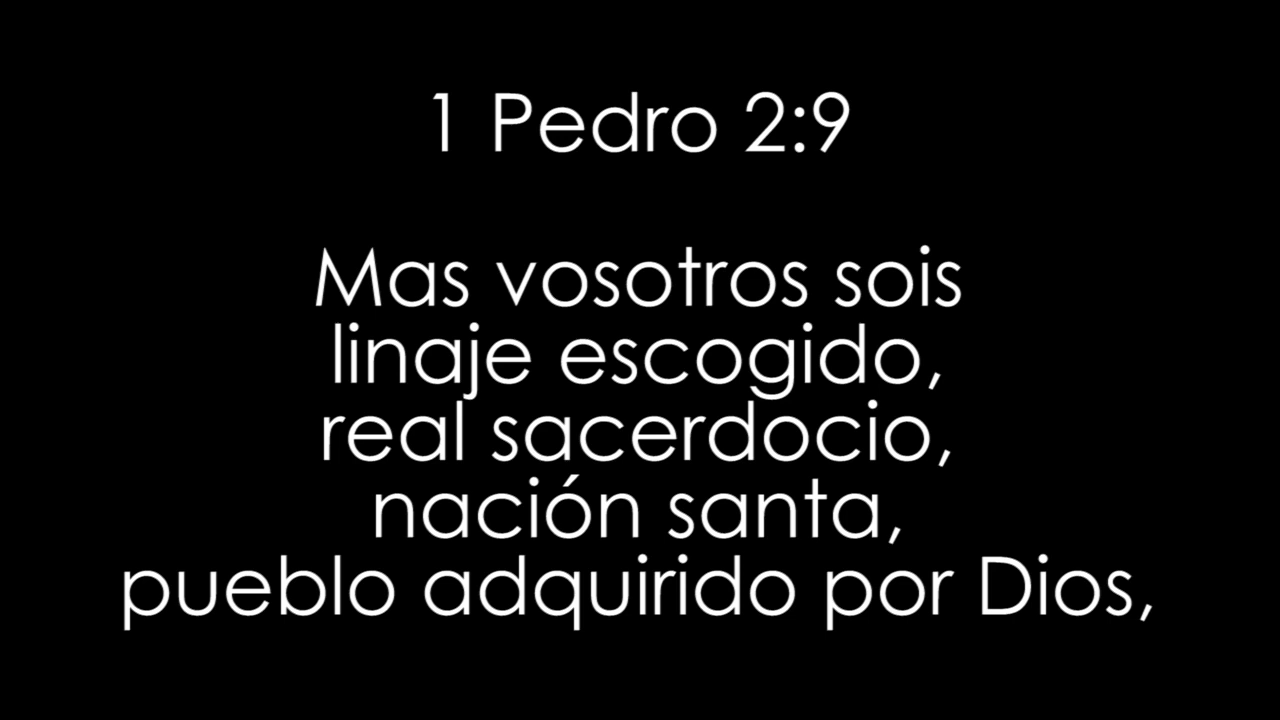 1 Pedro 2:9
Mas vosotros sois
linaje escogido,
real sacerdocio,
nación santa,
pueblo adquirido por Dios,